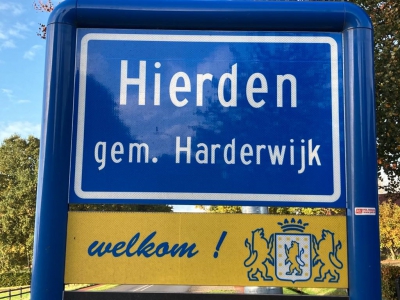 Hierden
gem. Harderwijk
welkom !